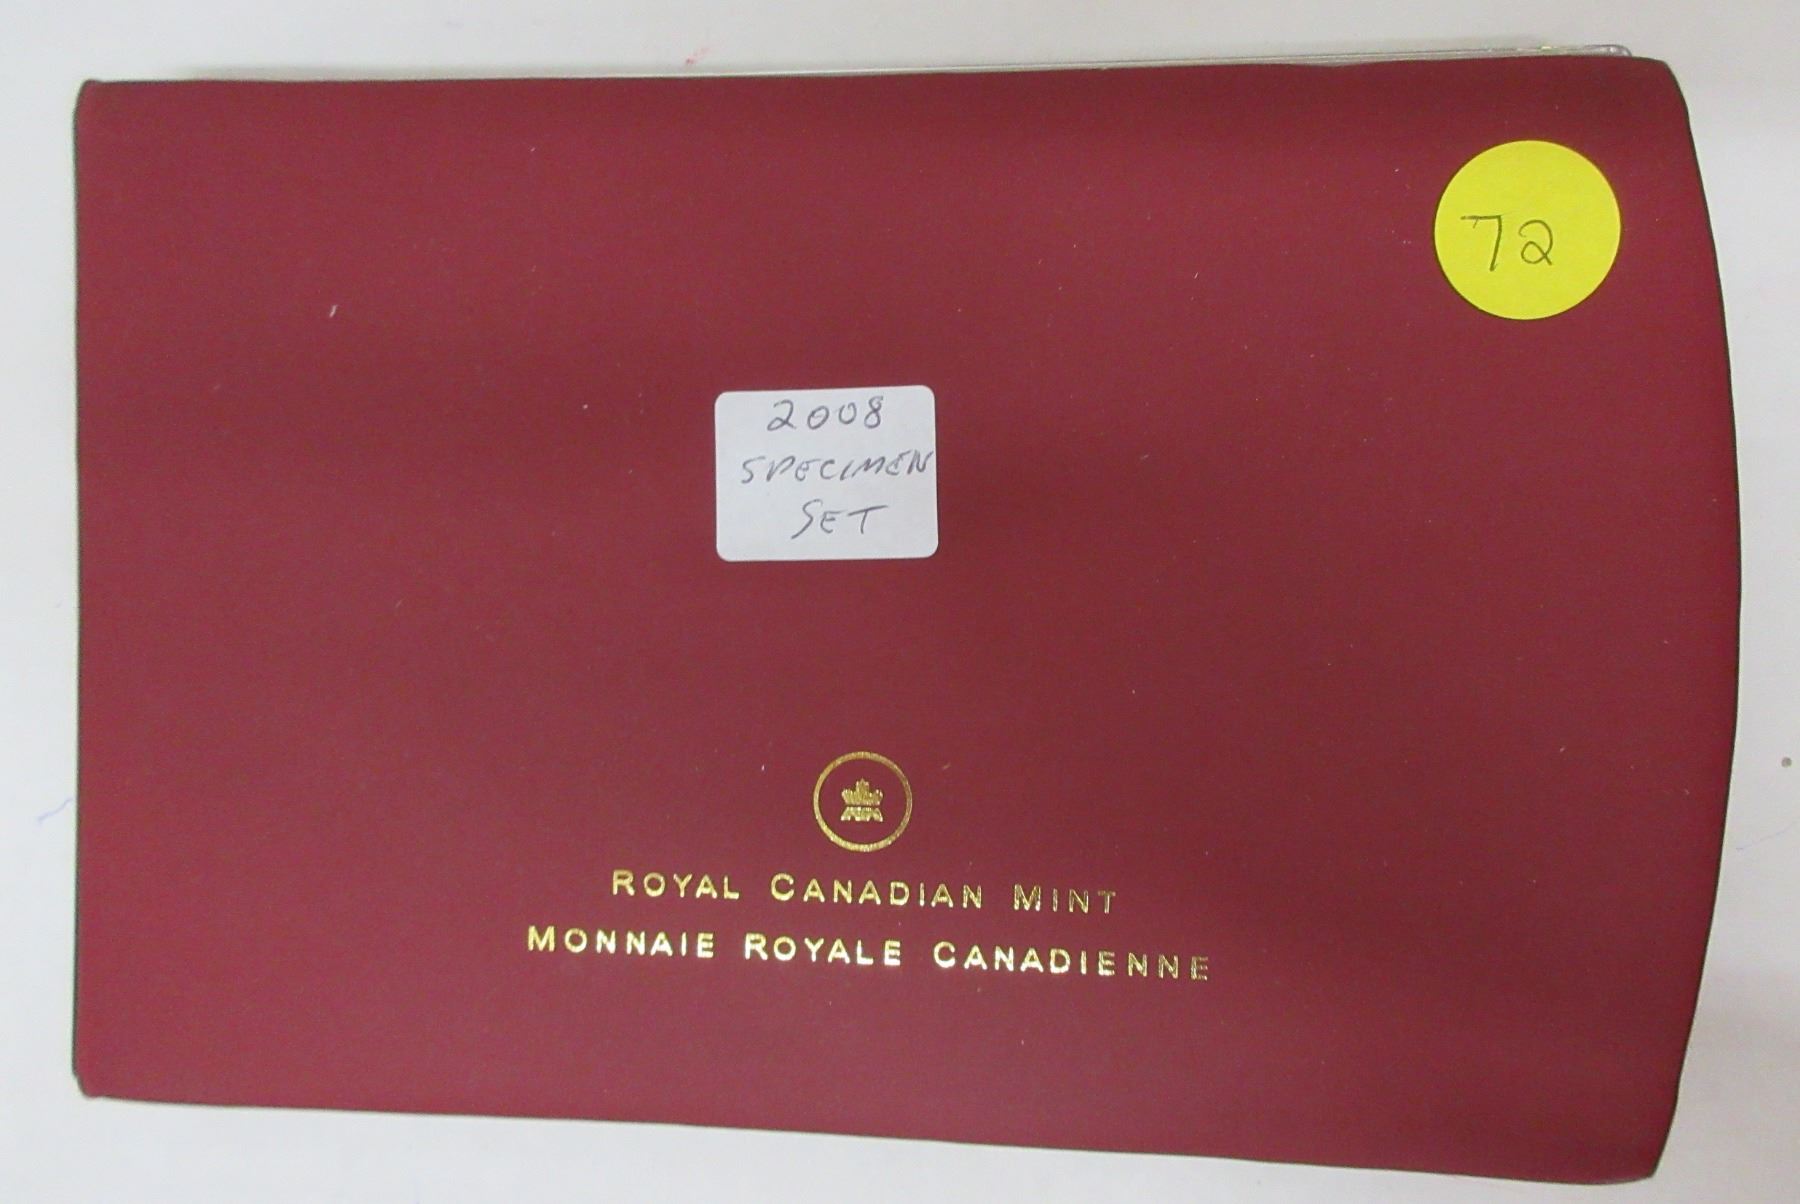 72
2008
SPECIMEN
SET
ROYAL CANADIAN MINT
MONNAIE ROYALE CANADIENNE